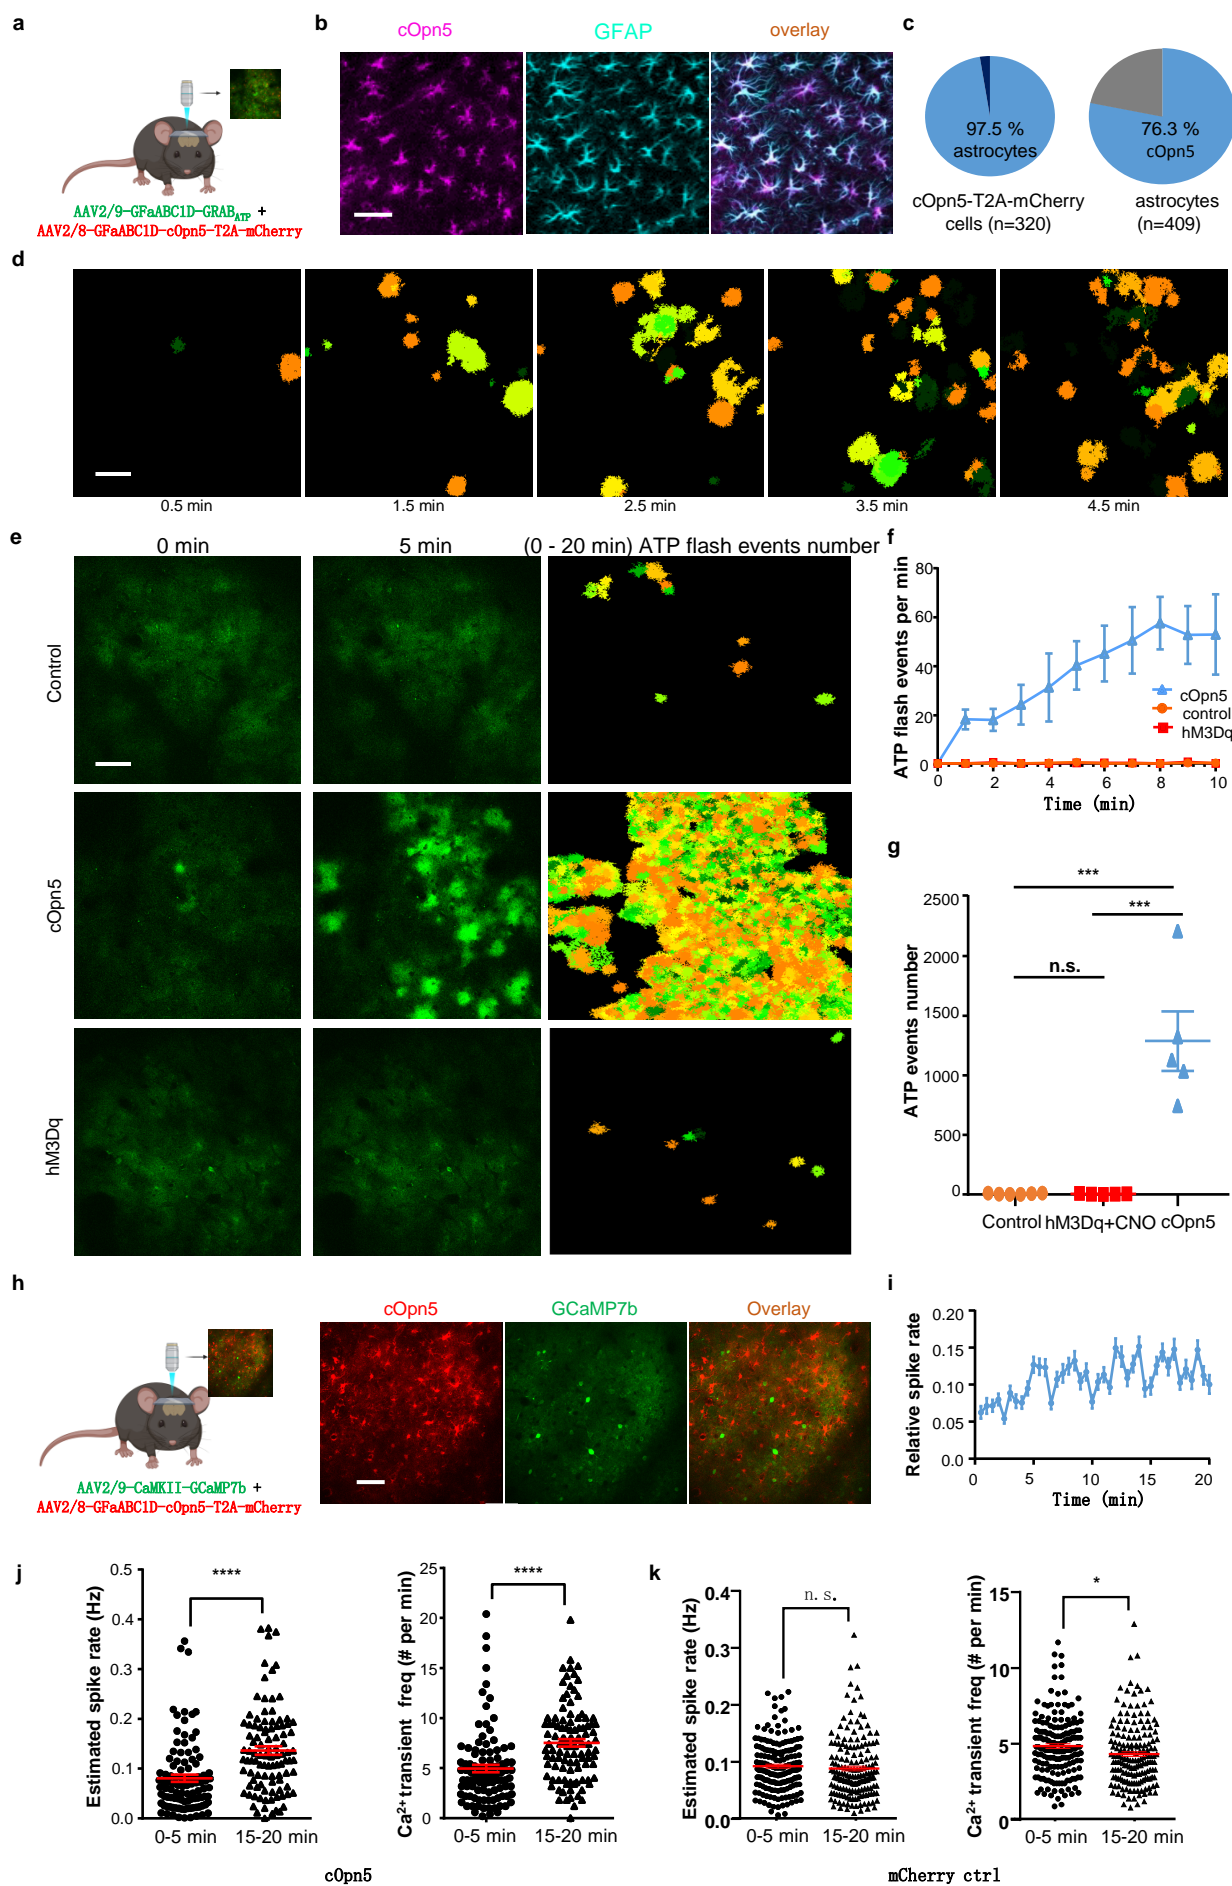 a
AAV2/9-GFaABC1D-GRABATP +
AAV2/8-GFaABC1D-cOpn5-T2A-mCherry
b
cOpn5
GFAP
overlay
c
97.5 %
astrocytes
76.3 %
cOpn5
cOpn5-T2A-mCherry
cells (n=320)
astrocytes
(n=409)
d
0.5 min
1.5 min
2.5 min
3.5 min
4.5 min
e
0 min
5 min
(0 - 20 min) ATP flash events number
Control
cOpn5
hM3Dq
f
ATP flash events per min
80
60
40
20
0
0
2
4
6
8
10
Time (min)
cOpn5
control
hM3Dq
g
ATP events number
2500
2000
1500
1000
500
0
***
***
n.s.
Control
hM3Dq+CNO
cOpn5
h
AAV2/9-CaMKII-GCaMP7b +
AAV2/8-GFaABC1D-cOpn5-T2A-mCherry
cOpn5
GCaMP7b
Overlay
i
Relative spike rate
0.20
0.15
0.10
0.05
0.0
0
5
10
15
20
Time (min)
j
Estimated spike rate (Hz)
0.5
0.4
0.3
0.2
0.1
0.0
****
0-5 min
15-20 min
Ca2+ transient freq (# per min)
25
20
15
10
5
0
****
0-5 min
15-20 min
cOpn5
k
Estimated spike rate (Hz)
0.4
0.3
0.2
0.1
0.0
n.s.
0-5 min
15-20 min
Ca2+ transient freq (# per min)
15
10
5
0
*
0-5 min
15-20 min
mCherry ctrl